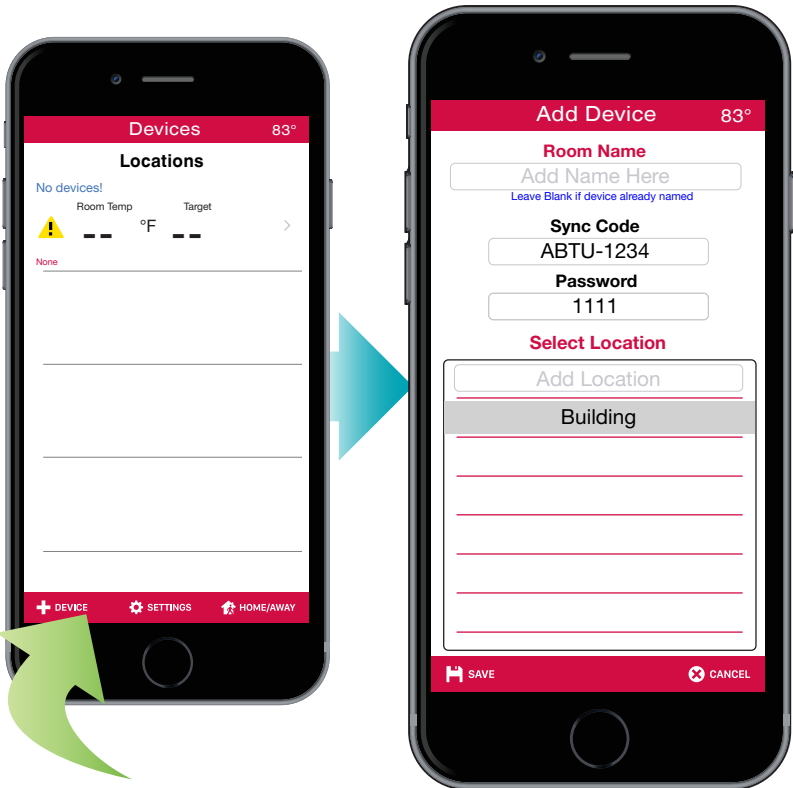 Devices 83°
Locations
No devices!
Room Temp Target
_ _ °F _ _
None
DEVICE SETTINGS HOME/AWAY
Add Device 83°
Room Name
Add Name Here
Leave Blank if device already named
Sync Code
ABTU-1234
Password
1111
Select Location
Add Location
Building
SAVE CANCEL